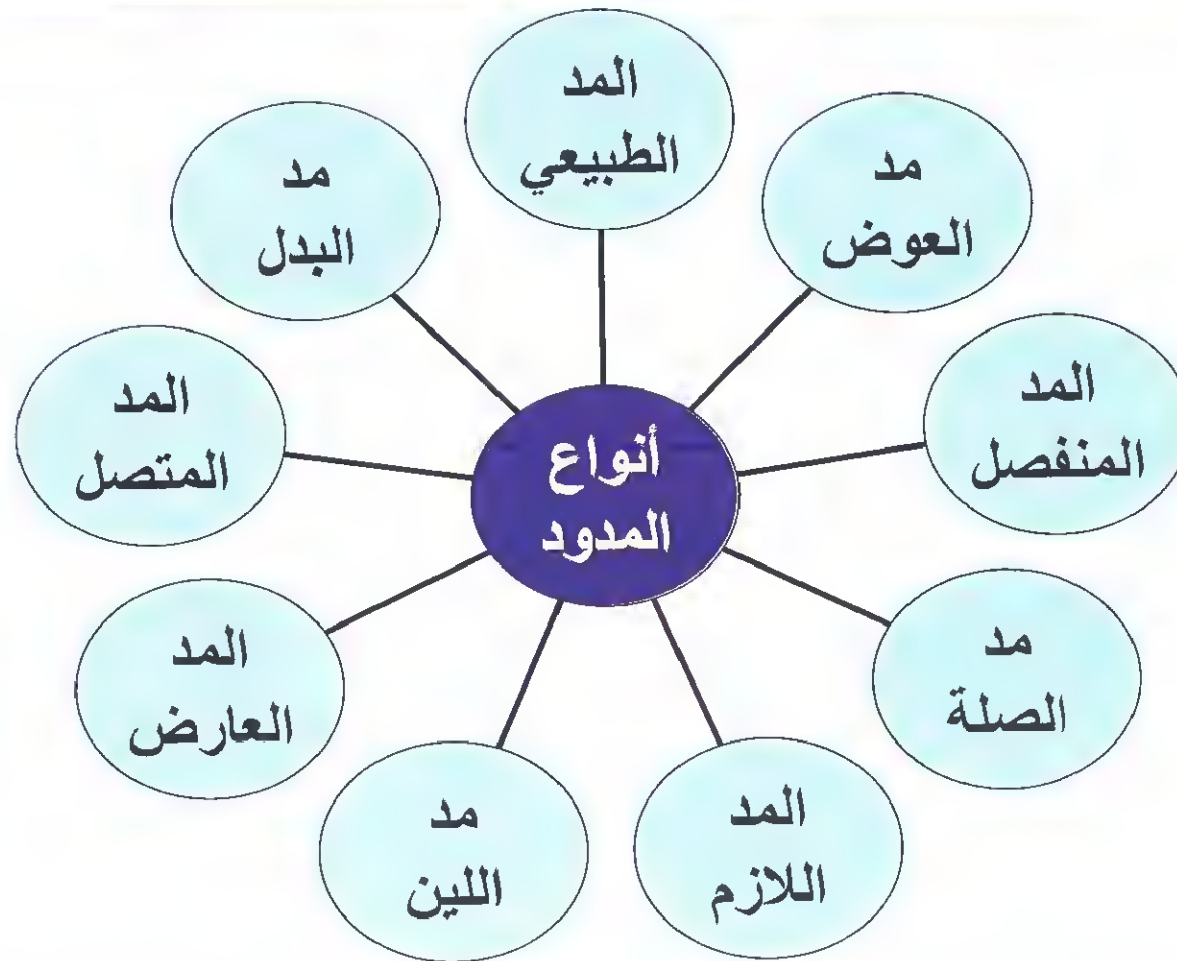 أنواع
المدود
المد
الطبيعي
مد
العوض
المد
المنفصل
مد
الصلة
المد
اللازم
مد
اللين
المد
العارض
المد
المتصل
مد
البدل